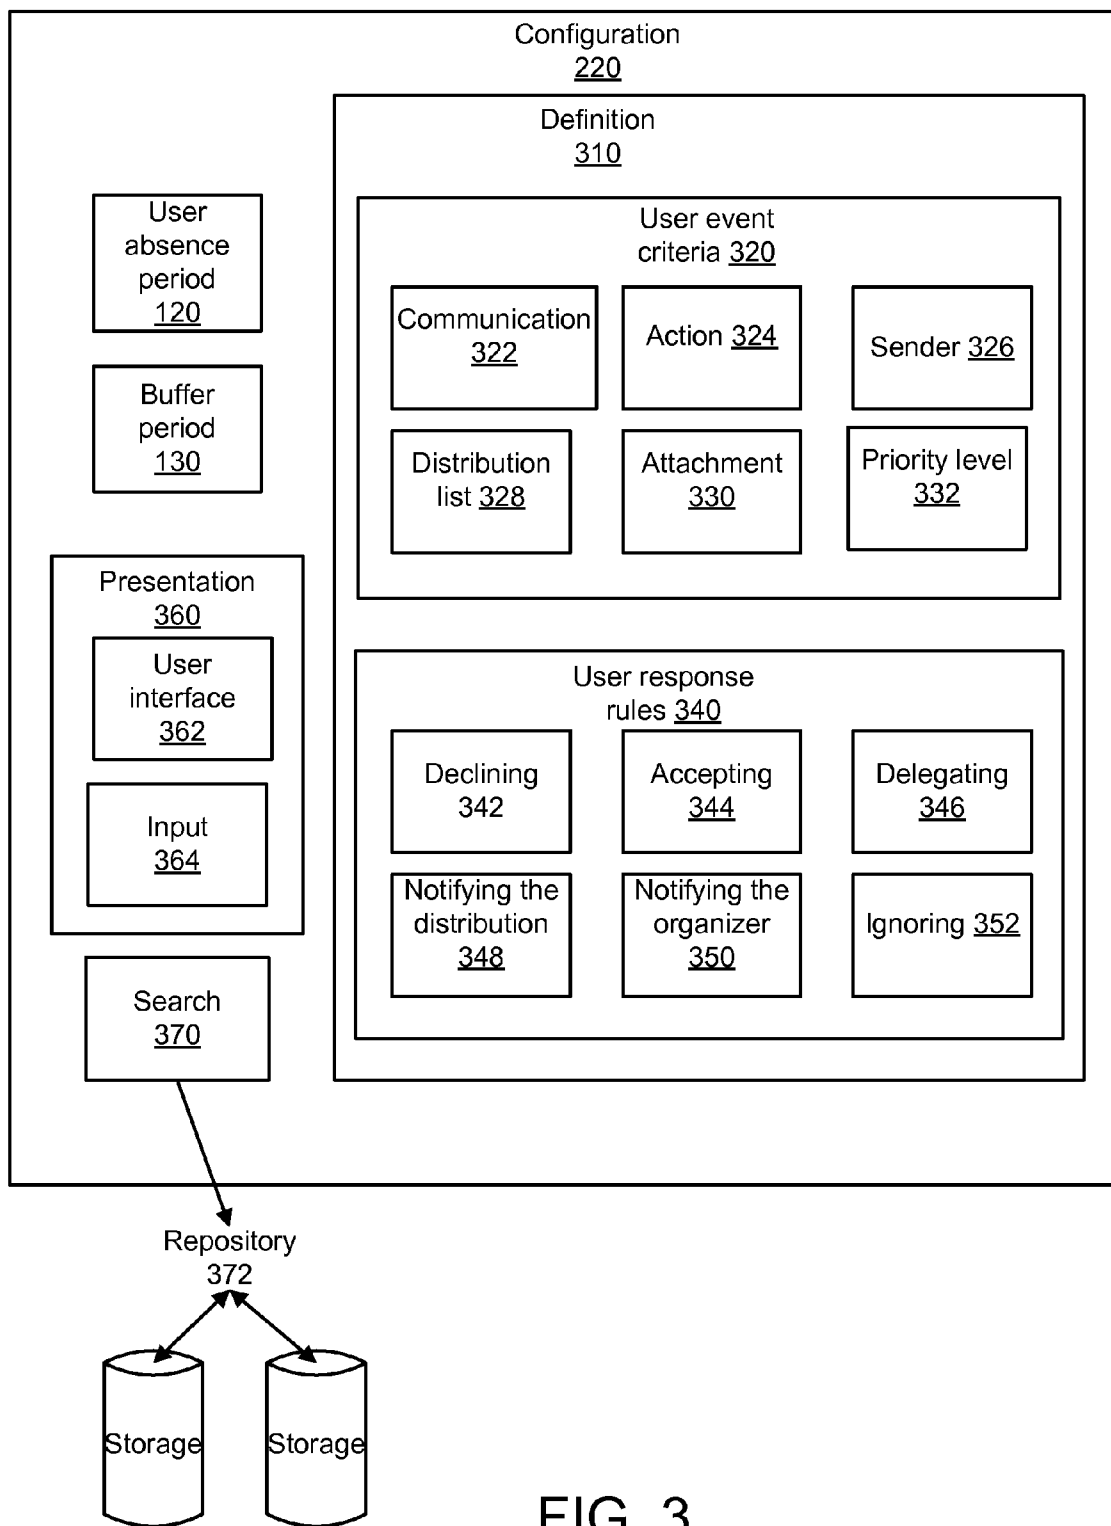 Configuration
220
Definition
310
User absence period
120
Buffer period
130
User event
criteria 320
Communication
322
Action 324
Sender 326
Distribution
list 328
Attachment
330
Priority level
332
Presentation
360
User
interface
362
Input
364
User response
rules 340
Declining
342
Accepting
344
Delegating
346
Notifying the
distribution
348
Notifying the
organizer
350
Ignoring 352
Search
370
Repository
372
Storage
Storage
FIG. 3